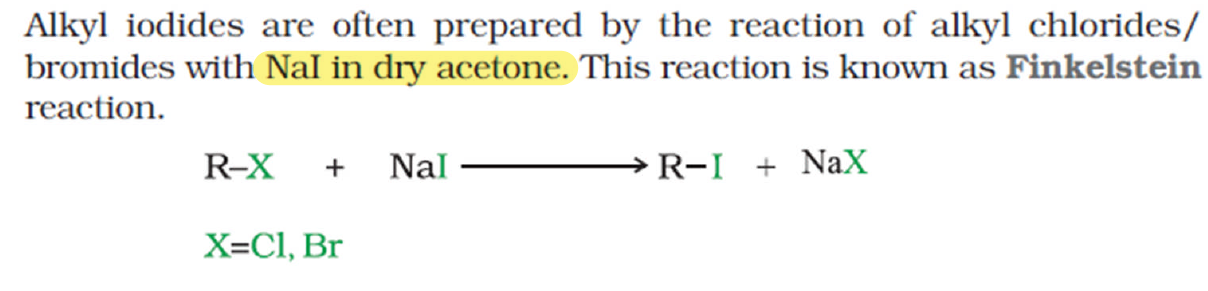 Alkyl iodides are often prepared by the reaction of alkyl chlorides/
bromides with NaI in dry acetone. This reaction is known as Finkelstein
reaction.
R–X + NaI ⟶ R–I + NaX
X=Cl, Br